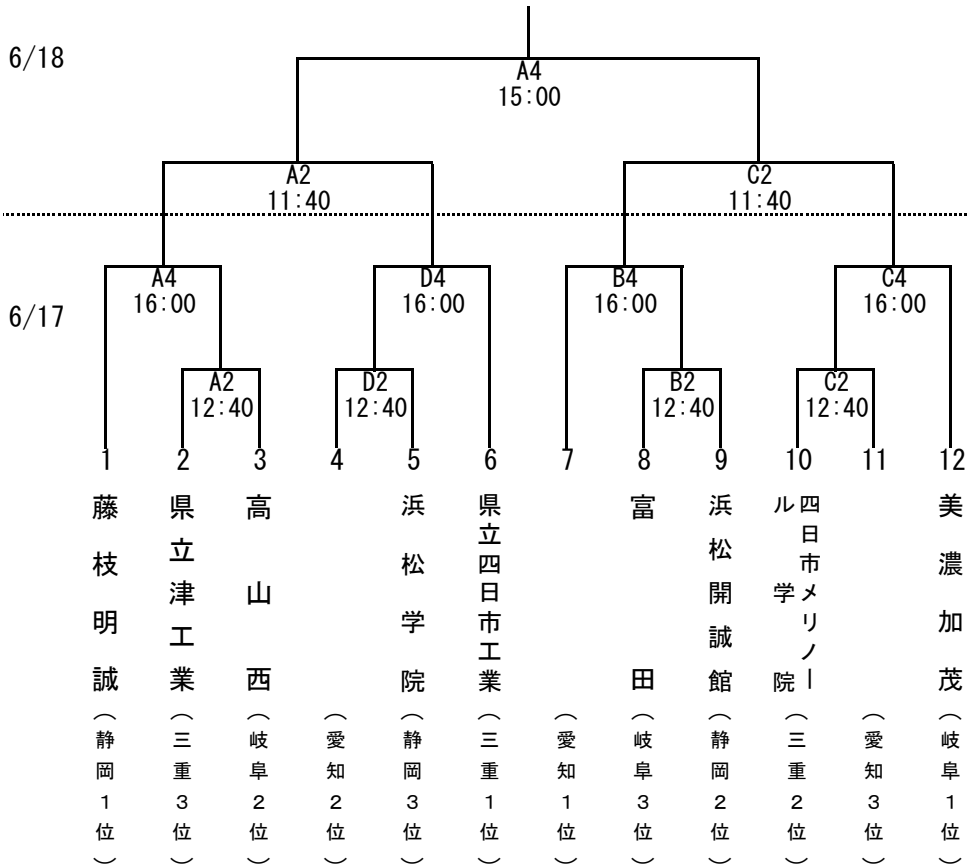 6/18
A4
15:00
A2
11:40
C2
11:40
6/17
A4
16:00
D4
16:00
B4
16:00
C4
16:00
A2
12:40
D2
12:40
B2
12:40
C2
12:40
1 2 3 4 5 6 7 8 9 10 11 12
藤枝明誠
(静岡1位)
県立津工業
(三重3位)
高山西
(岐阜2位)
(愛知2位)
浜松学院
(静岡3位)
県立四日市工業
(三重1位)
(愛知1位)
富田
(岐阜3位)
浜松開誠館
(静岡2位)
四日市メリノー
ル学院
(三重2位)
(愛知3位)
美濃加茂
(岐阜1位)